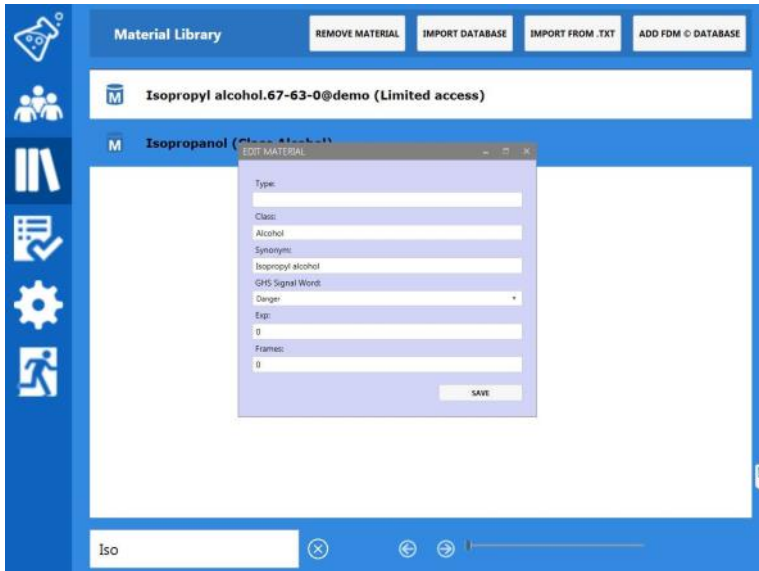 Material Library
REMOVE MATERIAL
IMPORT DATABASE
IMPORT FROM .TXT
ADD FDM © DATABASE
M
Isopropyl alcohol.67-63-0@demo (Limited access)
M
Isopropanol (Class Alcohol)
EDIT MATERIAL
Type:
Class:
Alcohol
Synonym:
Isopropyl alcohol
GHS Signal Word:
Danger
Exp:
0
Frames:
0
SAVE
Iso